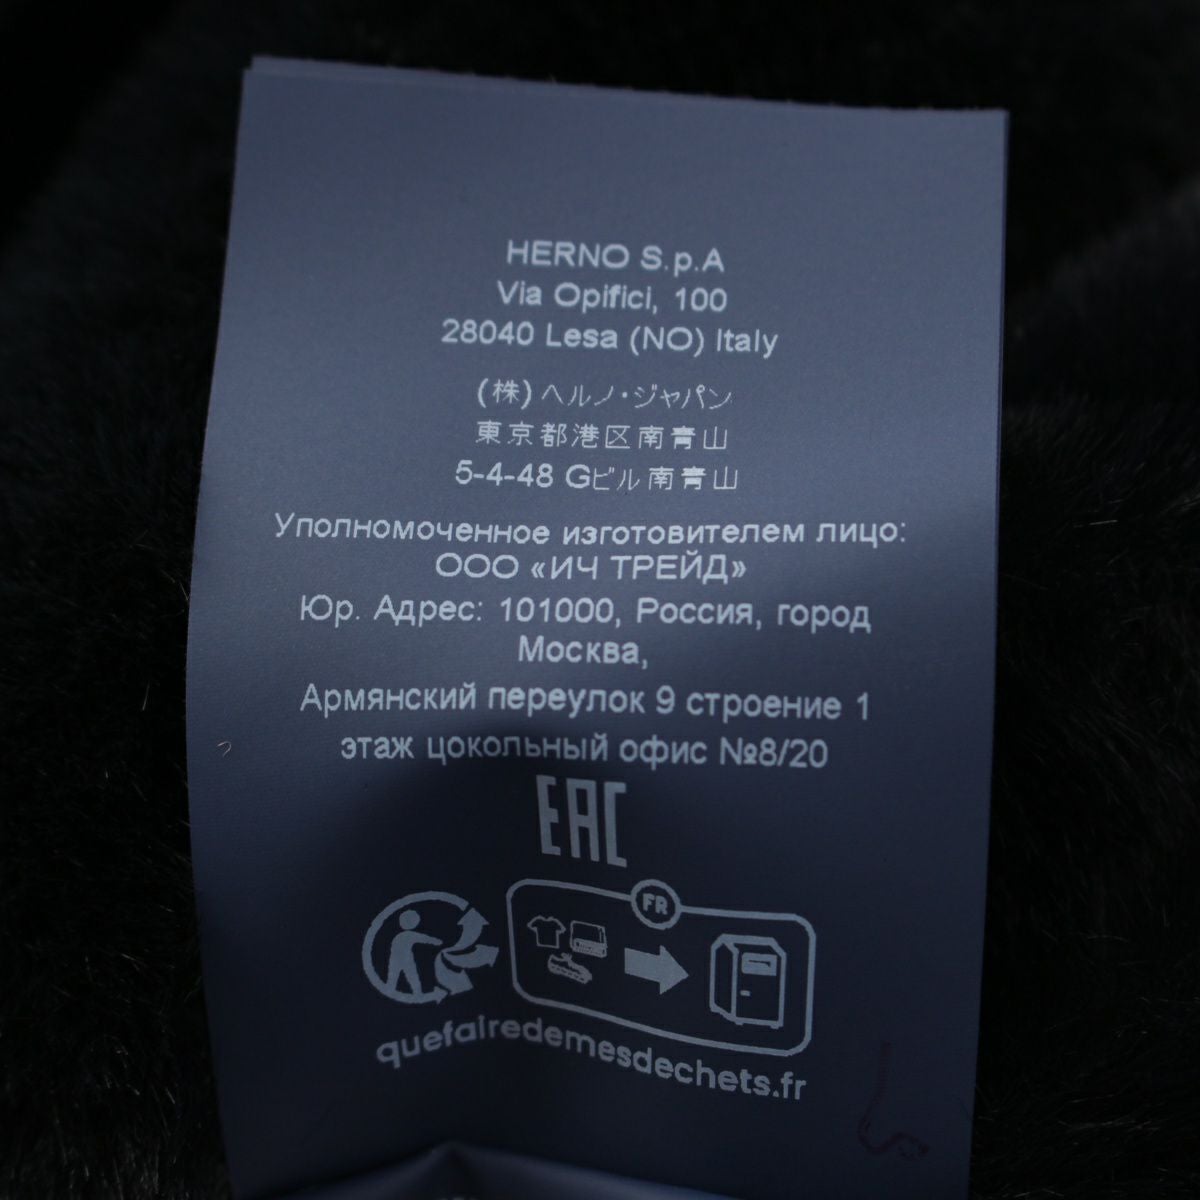 HERNO S.p.A
Via Opifici, 100
28040 Lesa (NO) Italy
(株)ヘルノ・ジャパン
東京都港区南青山
5-4-48 Gビル南青山
Уполномоченное изготовителем лицо:
ООО «ИЧ ТРЕЙД»
Юр. Адрес: 101000, Россия, город
Москва,
Армянский переулок 9 строение 1
этаж цокольный офис №8/20
EAC
FR
quefairedemesdechets.fr